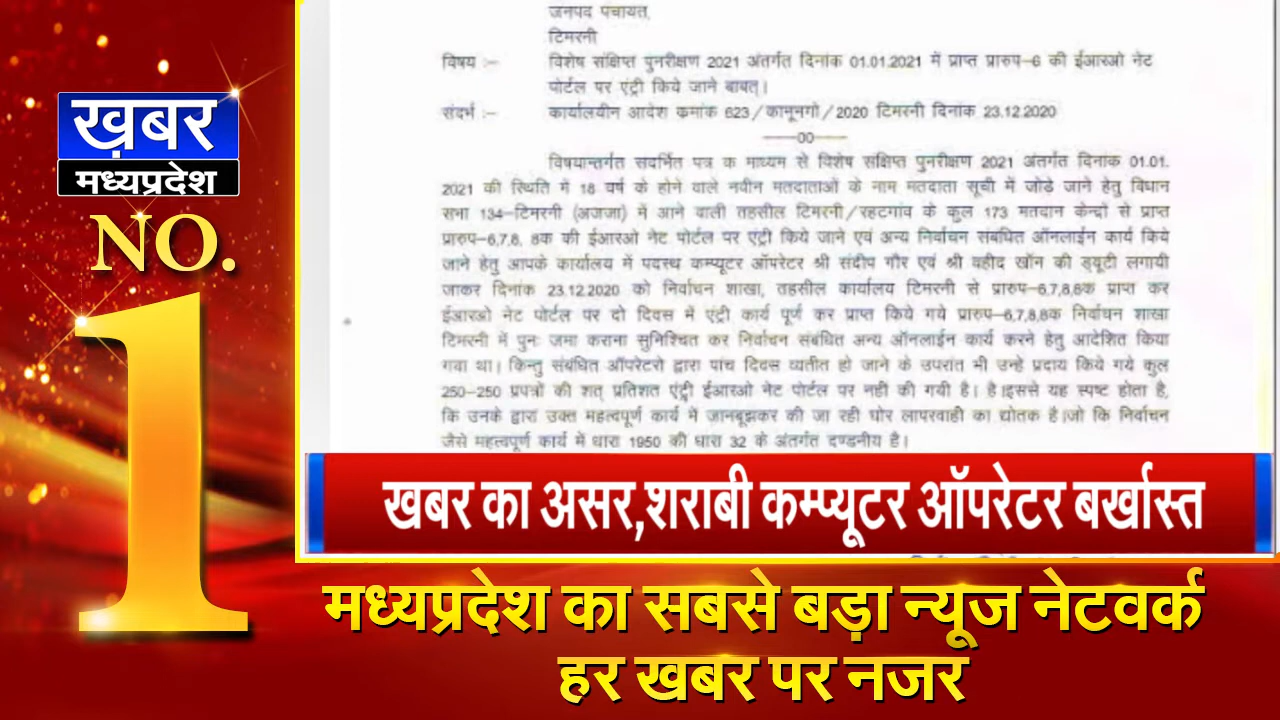 ख़बर
मध्यप्रदेश
NO.
1
जनपद पंचायत,
टिमरनी
विषय :– विशेष संक्षिप्त पुनरीक्षण 2021 अंतर्गत दिनांक 01.01.2021 में प्राप्त प्रारुप–6 की ईआरओ नेट
पोर्टल पर एंट्री किये जाने बाबत्।
संदर्भ :– कार्यालयीन आदेश कमांक 623/कानूनगो/2020 टिमरनी दिनांक 23.12.2020
——00——
विषयान्तर्गत संदर्भित पत्र क माध्यम से विशेष संक्षिप्त पुनरीक्षण 2021 अंतर्गत दिनांक 01.01.
2021 की स्थिति में 18 वर्ष के होने वाले नवीन मतदाताओं के नाम मतदाता सूची में जोडे जाने हेतु विधान
सभा 134–टिमरनी (अजजा) में आने वाली तहसील टिमरनी/रहटगांव के कुल 173 मतदान केन्द्रों से प्राप्त
प्रारुप–6,7,8, 8क की ईआरओ नेट पोर्टल पर एंट्री किये जाने एवं अन्य निर्वाचन संबंधित ऑनलाईन कार्य किये
जाने हेतु आपके कार्यालय में पदस्थ कम्प्यूटर ऑपरेटर श्री संदीप गौर एवं श्री वहीद खॉन की ड्यूटी लगायी
जाकर दिनांक 23.12.2020 को निर्वाचन शाखा, तहसील कार्यालय टिमरनी से प्रारुप–6,7,8,8क प्राप्त कर
ईआरओ नेट पोर्टल पर दो दिवस में एंट्री कार्य पूर्ण कर प्राप्त किये गये प्रारुप–6,7,8,8क निर्वाचन शाखा
टिमरनी में पुनः जमा कराना सुनिश्चित कर निर्वाचन संबंधित अन्य ऑनलाईन कार्य करने हेतु आदेशित किया
गया था। किन्तु संबंधित ऑपरेटरो द्वारा पांच दिवस व्यतीत हो जाने के उपरांत भी उन्हे प्रदाय किये गये कुल
250–250 प्रपत्रों की शत् प्रतिशत एंट्री ईआरओ नेट पोर्टल पर नही की गयी है। है।इससे यह स्पष्ट होता है,
कि उनके द्वारा उक्त महत्वपूर्ण कार्य में जानबूझकर की जा रही घोर लापरवाही का द्योतक है।जो कि निर्वाचन
जैसे महत्वपूर्ण कार्य में धारा 1950 की धारा 32 के अंतर्गत दण्डनीय है।
खबर का असर,शराबी कम्प्यूटर ऑपरेटर बर्खास्त
मध्यप्रदेश का सबसे बड़ा न्यूज नेटवर्क
हर खबर पर नजर